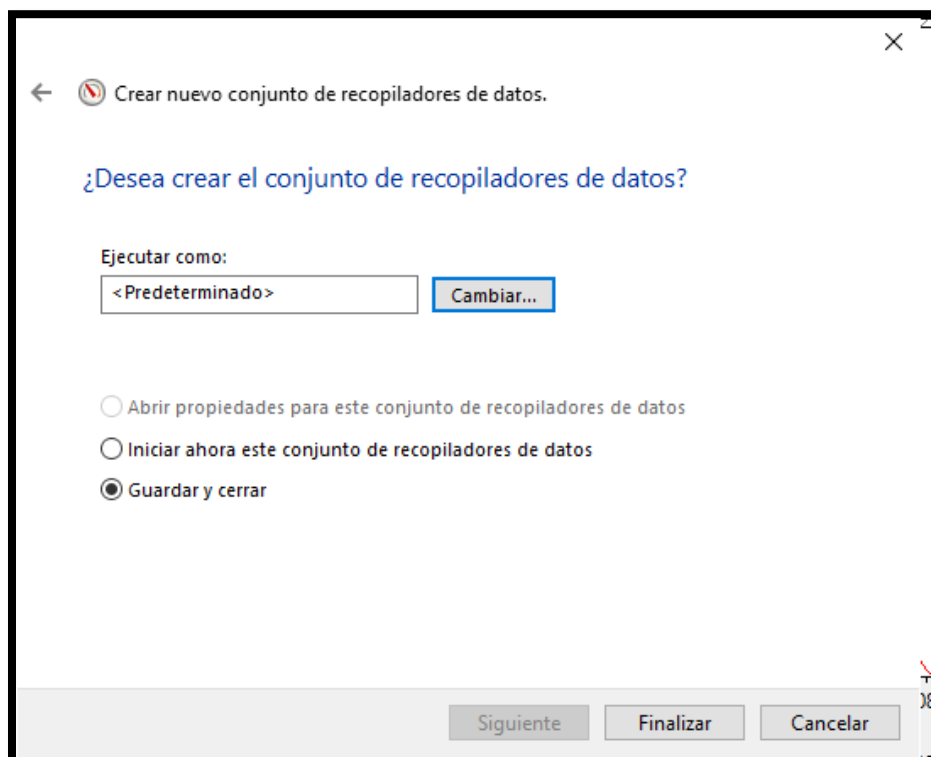 Crear nuevo conjunto de recopiladores de datos.
¿Desea crear el conjunto de recopiladores de datos?
Ejecutar como:
<Predeterminado>
Cambiar...
Abrir propiedades para este conjunto de recopiladores de datos
Iniciar ahora este conjunto de recopiladores de datos
Guardar y cerrar
Siguiente
Finalizar
Cancelar